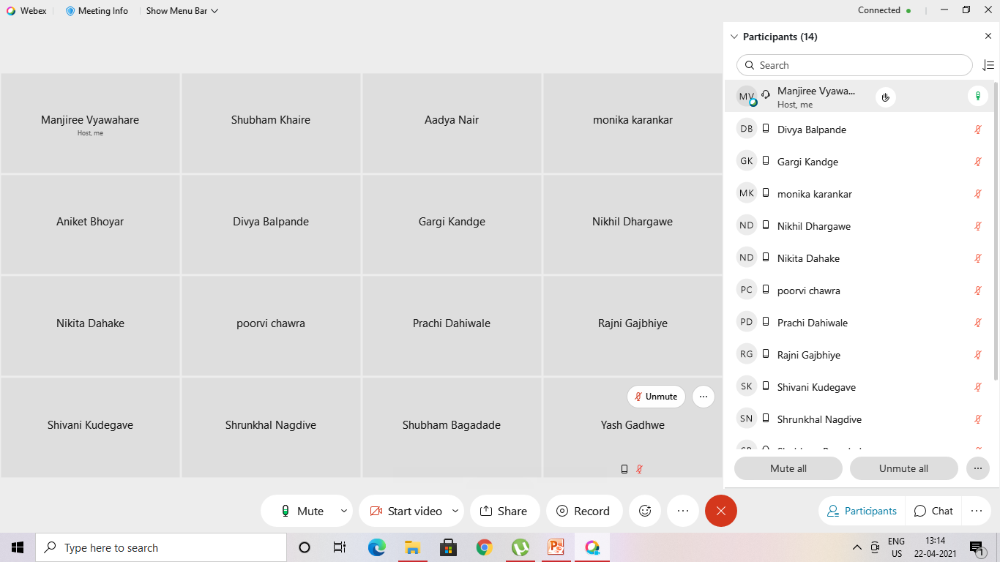 Webex
Meeting Info
Show Menu Bar
Connected
Participants (14)
Search
MV
Manjiree Vyawa...
Host, me
DB
Divya Balpande
GK
Gargi Kandge
MK
monika karankar
ND
Nikhil Dhargawe
ND
Nikita Dahake
PC
poorvi chawra
PD
Prachi Dahiwale
RG
Rajni Gajbhiye
SK
Shivani Kudegave
SN
Shrunkhal Nagdive
Mute all
Unmute all
Manjiree Vyawahare
Host, me
Shubham Khaire
Aadya Nair
monika karankar
Aniket Bhoyar
Divya Balpande
Gargi Kandge
Nikhil Dhargawe
Nikita Dahake
poorvi chawra
Prachi Dahiwale
Rajni Gajbhiye
Unmute
Shivani Kudegave
Shrunkhal Nagdive
Shubham Bagadade
Yash Gadhwe
Mute
Start video
Share
Record
Participants
Chat
Type here to search
ENG
US
13:14
22-04-2021
1